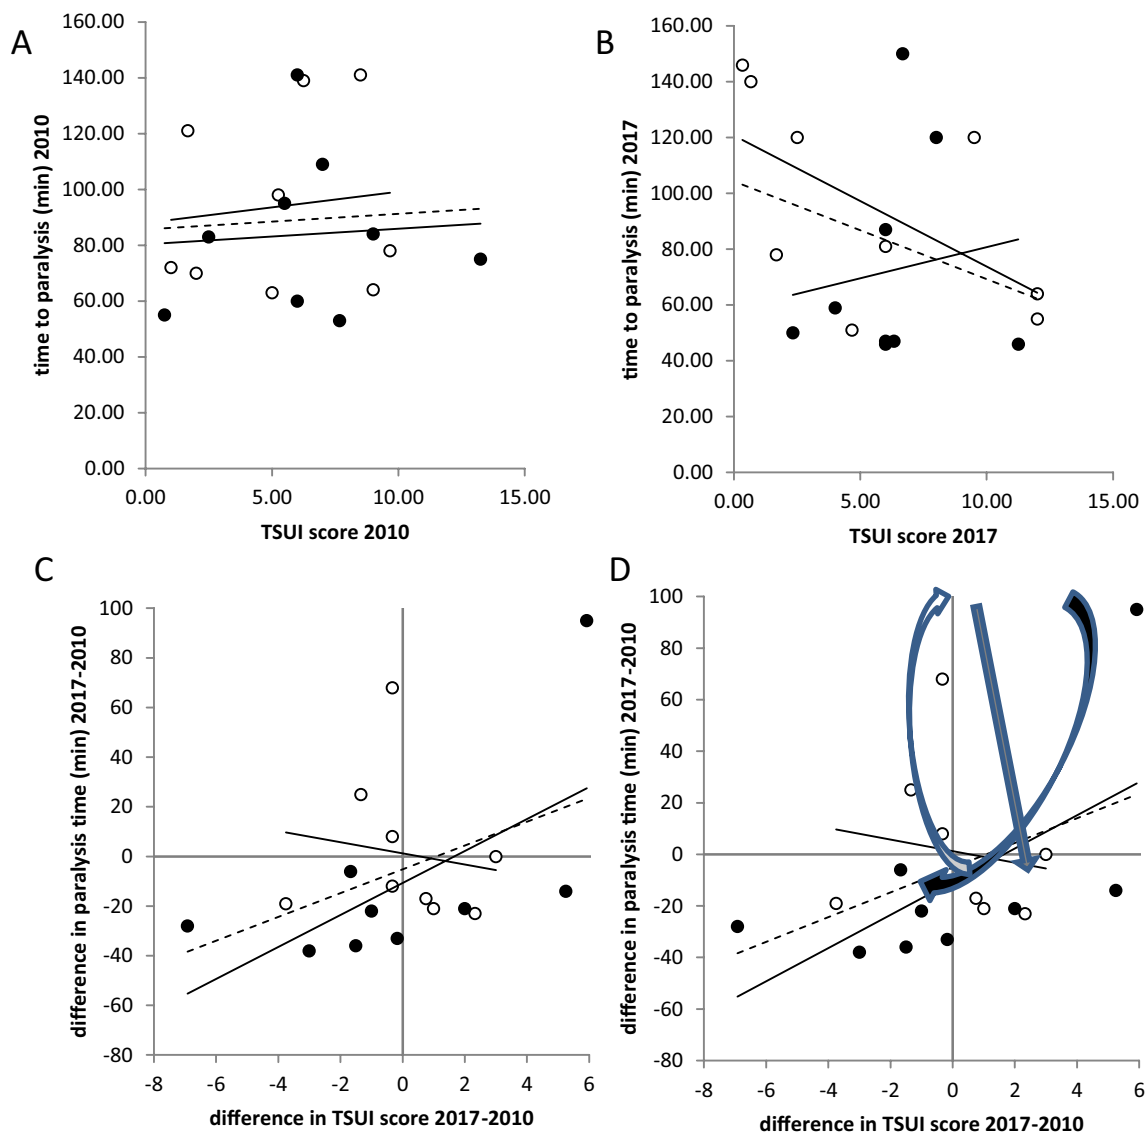 A
160.00
140.00
120.00
100.00
80.00
60.00
40.00
20.00
0.00
time to paralysis (min) 2010
0.00 5.00 10.00 15.00
TSUI score 2010
B
160.00
140.00
120.00
100.00
80.00
60.00
40.00
20.00
0.00
time to paralysis (min) 2017
0.00 5.00 10.00 15.00
TSUI score 2017
C
100
80
60
40
20
0
-20
-40
-60
-80
difference in paralysis time (min) 2017-2010
-8 -6 -4 -2 0 2 4 6
difference in TSUI score 2017-2010
D
100
80
60
40
20
0
-20
-40
-60
-80
difference in paralysis time (min) 2017-2010
-8 -6 -4 -2 0 2 4 6
difference in TSUI score 2017-2010